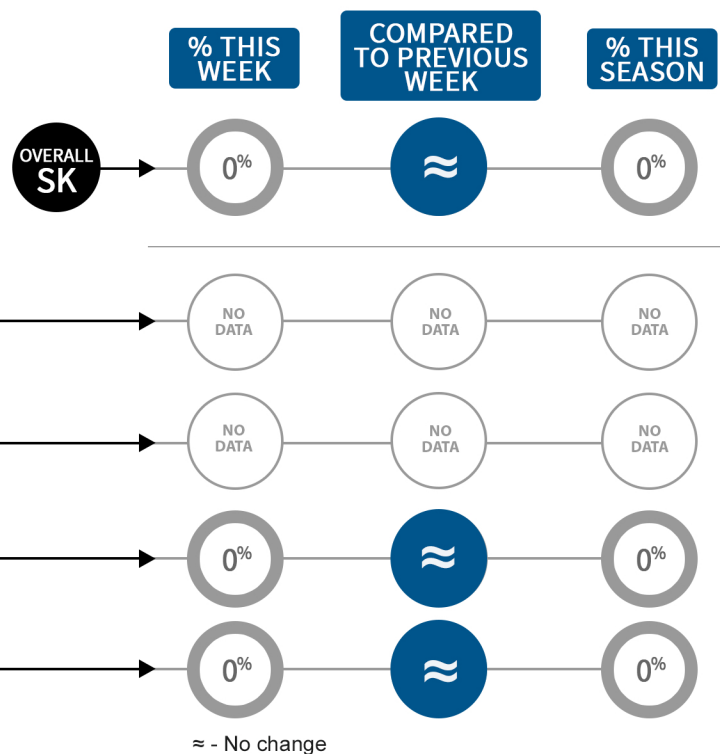 % THIS
WEEK
COMPARED
TO PREVIOUS
WEEK
% THIS
SEASON
OVERALL
SK
0%
≈
0%
NO
DATA
NO
DATA
NO
DATA
NO
DATA
NO
DATA
NO
DATA
0%
≈
0%
0%
≈
0%
≈ - No change